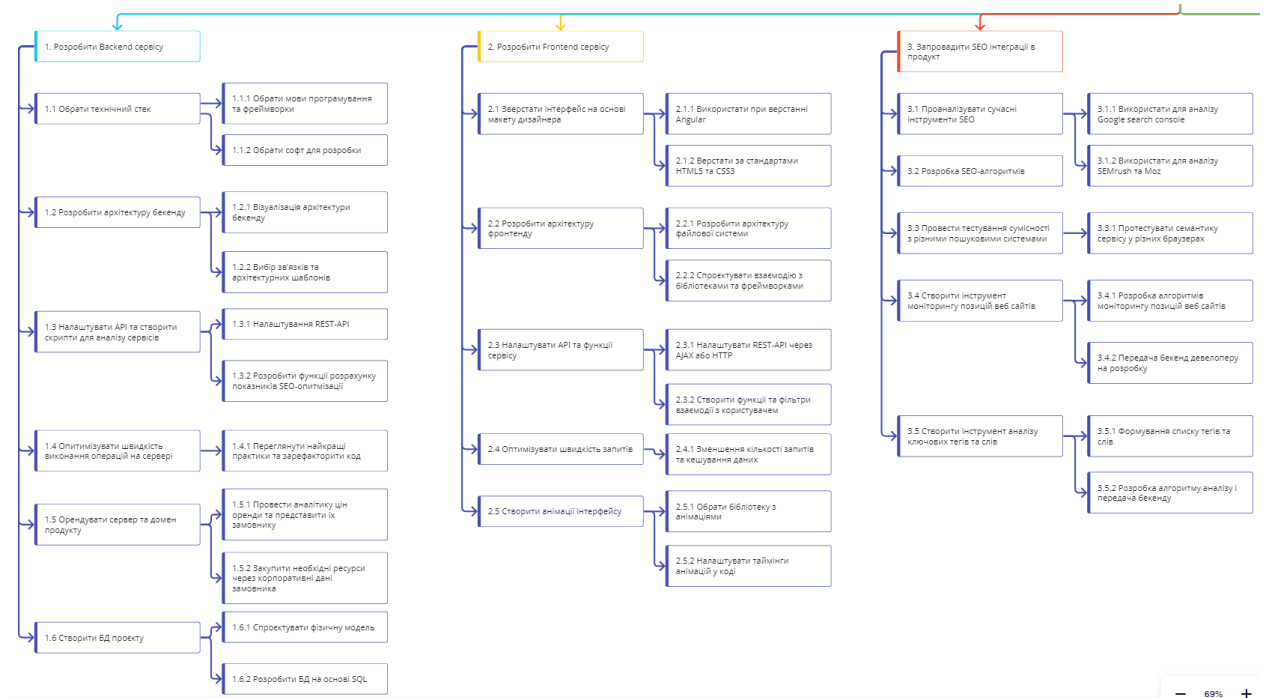 1. Розробити Backend сервісу
1.1 Обрати технічний стек
1.1.1 Обрати мови програмування
та фреймворки
1.1.2 Обрати софт для розробки
1.2 Розробити архітектуру бекенду
1.2.1 Візуалізація архітектури
бекенду
1.2.2 Вибір зв'язків та
архітектурних шаблонів
1.3 Налаштувати API та створити
скрипти для аналізу сервісів
1.3.1 Налаштування REST-API
1.3.2 Розробити функції розрахунку
показників SEO-опитмізації
1.4 Опитимізувати швидкість
виконання операцій на сервері
1.4.1 Переглянути найкращі
практики та зарефакторити код
1.5 Орендувати сервер та домен
продукту
1.5.1 Провести аналітику цін
оренди та представити їх
замовнику
1.5.2 Закупити необхідні ресурси
через корпоративні дані
замовника
1.6 Створити БД проєкту
1.6.1 Спроектувати фізичну модель
1.6.2 Розробити БД на основі SQL
2. Розробити Frontend сервісу
2.1 Зверстати інтерфейс на основі
макету дизайнера
2.1.1 Використати при верстанні
Angular
2.1.2 Верстати за стандартами
HTML5 та CSS3
2.2 Розробити архітектуру
фронтенду
2.2.1 Розробити архітектуру
файлової системи
2.2.2 Спроєктувати взаємодію з
бібліотеками та фреймворками
2.3 Налаштувати API та функції
сервісу
2.3.1 Налаштувати REST-API через
AJAX або HTTP
2.3.2 Створити функції та фільтри
взаємодії з користувачем
2.4 Оптимізувати швидкість запитів
2.4.1 Зменшення кількості запитів
та кешування даних
2.5 Створити анімації інтерфейсу
2.5.1 Обрати бібліотеку з
анімаціями
2.5.2 Налаштувати таймінги
анімацій у коді
3. Запровадити SEO інтеграції в
продукт
3.1 Проаналізувати сучасні
інструменти SEO
3.1.1 Використати для аналізу
Google search console
3.1.2 Використати для аналізу
SEMrush та Moz
3.2 Розробка SEO-алгоритмів
3.3 Провести тестування сумісності
з різними пошуковими системами
3.3.1 Протестувати семантику
сервісу у різних браузерах
3.4 Створити інструмент
моніторингу позицій веб сайтів
3.4.1 Розробка алгоритмів
моніторингу позицій веб сайтів
3.4.2 Передача бекенд девелоперу
на розробку
3.5 Створити інструмент аналізу
ключових тегів та слів
3.5.1 Формування списку тегів та
слів
3.5.2 Розробка алгоритму аналізу і
передача бекенду
− 69% +